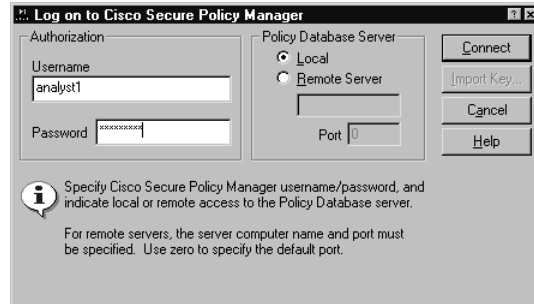 Log on to Cisco Secure Policy Manager
Authorization
Username
analyst1
Password xxxxxxxxx
Policy Database Server
Local
Remote Server
Port 0
Connect
Import Key...
Cancel
Help
Specify Cisco Secure Policy Manager username/password, and
indicate local or remote access to the Policy Database server.
For remote servers, the server computer name and port must
be specified. Use zero to specify the default port.